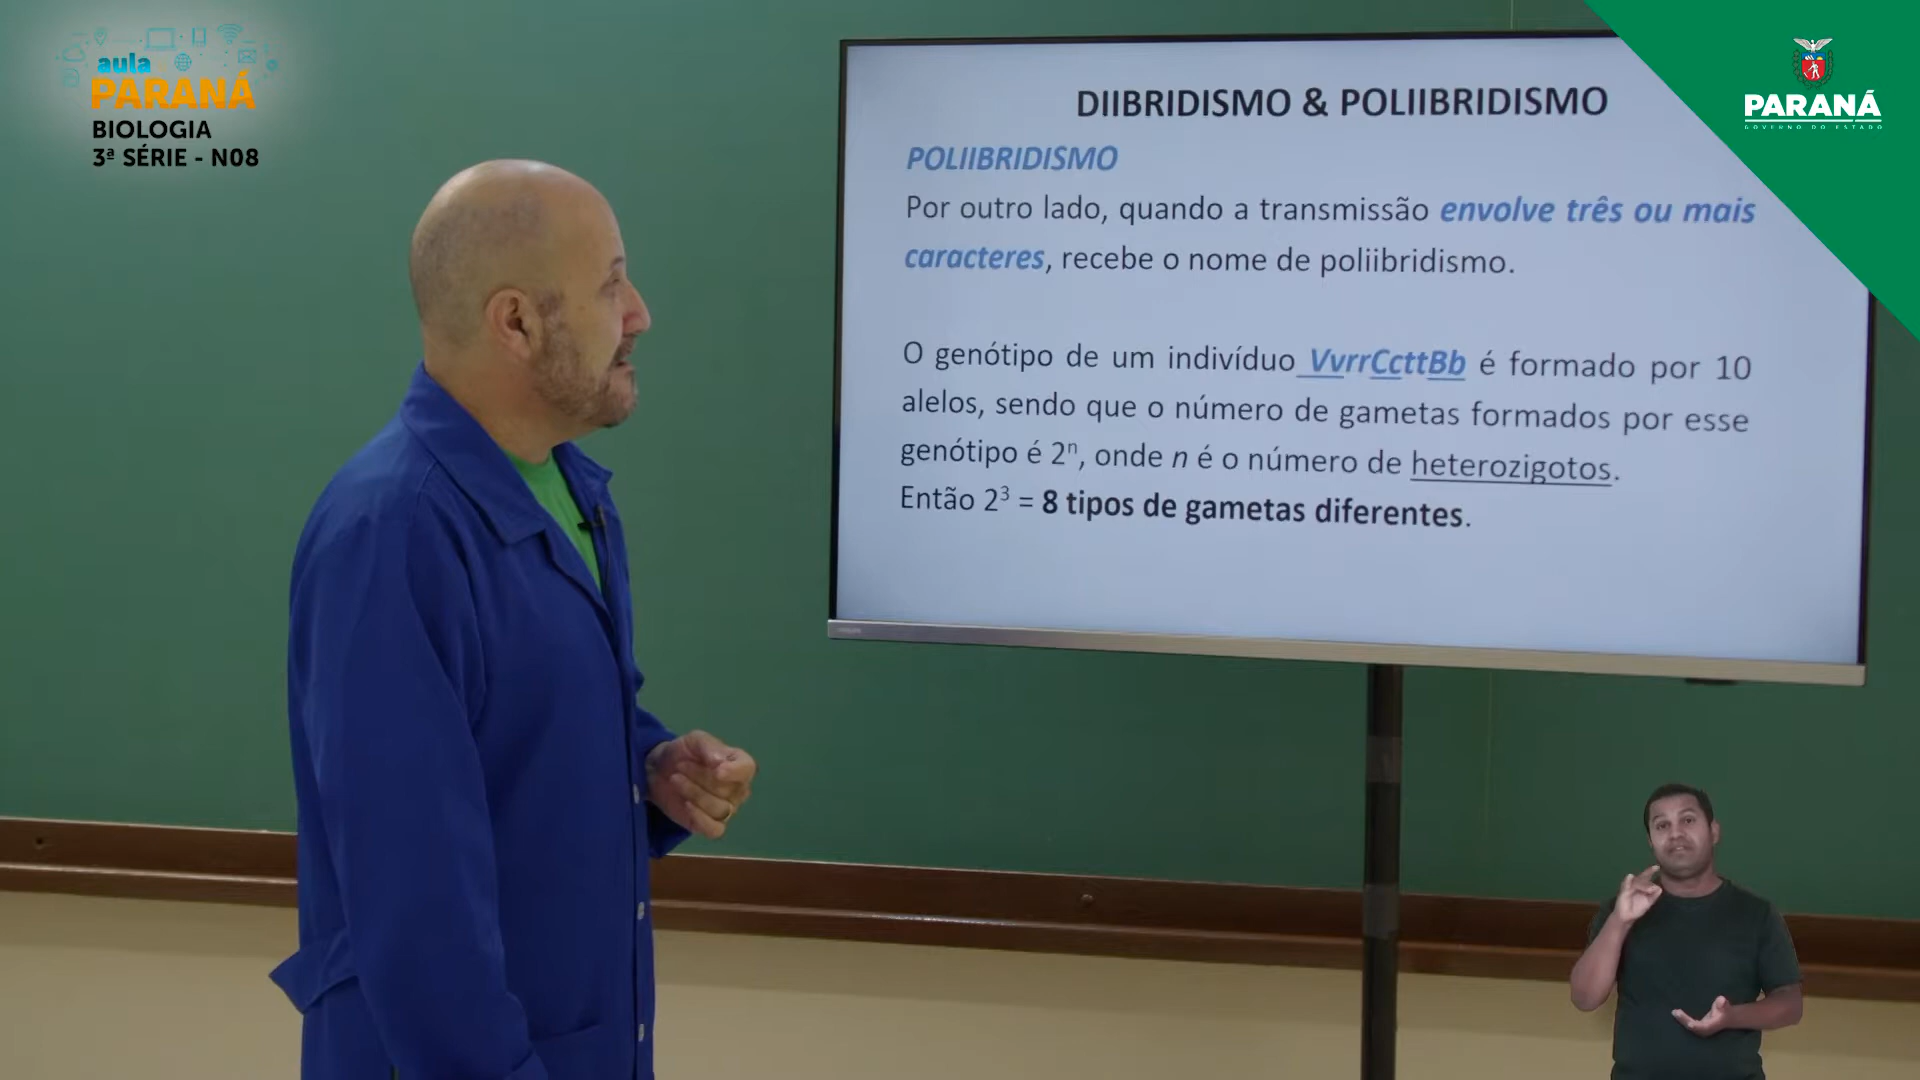 aula
PARANÁ
BIOLOGIA
3ª SÉRIE - N08
PARANÁ
GOVERNO DO ESTADO
DIIBRIDISMO & POLIIBRIDISMO
POLIIBRIDISMO
Por outro lado, quando a transmissão envolve três ou mais
caracteres, recebe o nome de poliibridismo.
O genótipo de um indivíduo VvrrCcttBb é formado por 10
alelos, sendo que o número de gametas formados por esse
genótipo é 2ⁿ, onde n é o número de heterozigotos.
Então 2³ = 8 tipos de gametas diferentes.